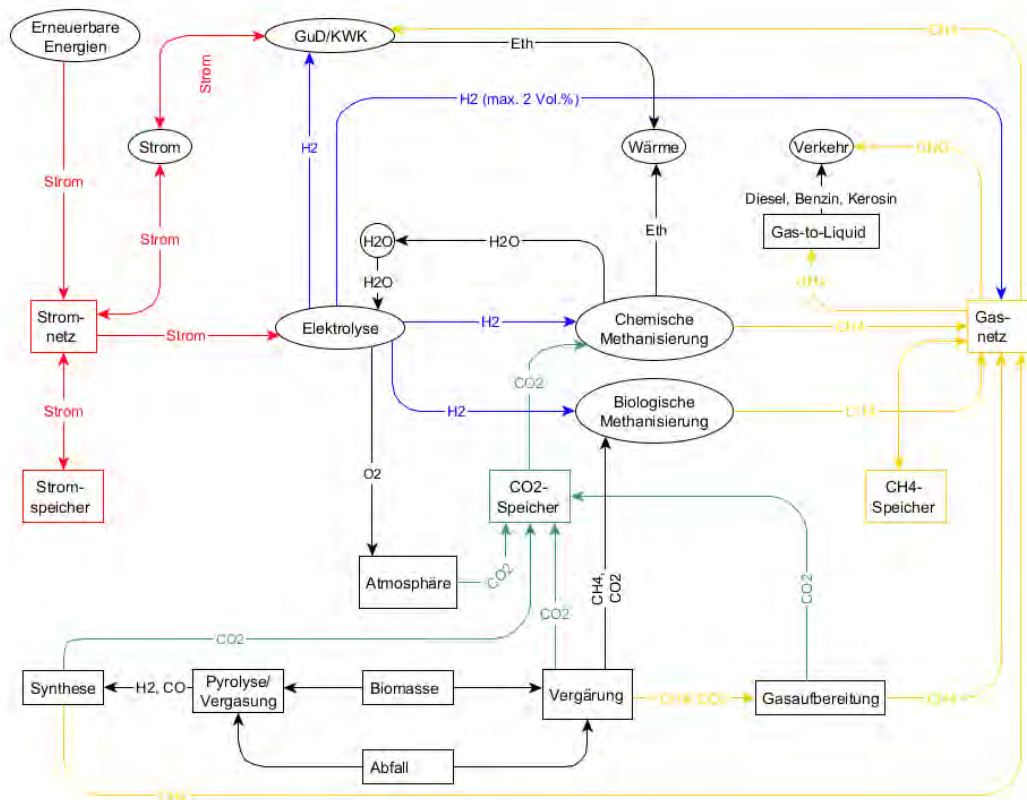 Erneuerbare
Energien
GuD/KWK
CH4
Eth
Strom
H2 (max. 2 Vol.%)
H2
Strom
Wärme
Verkehr
Strom
Diesel, Benzin, Kerosin
Strom
H2O
H2O
Eth
Gas-to-Liquid
H2O
Strom-
netz
Strom
Elektrolyse
H2
Chemische
Methanisierung
CH4
Gas-
netz
CO2
Strom
H2
Biologische
Methanisierung
CH4
O2
Strom-
speicher
CO2-
Speicher
CH4-
Speicher
Atmosphäre
CO2
CO2
CH4,
CO2
CO2
CO2
Synthese
H2, CO
Pyrolyse/
Vergasung
Biomasse
Vergärung
CH4, CO2
Gasaufbereitung
CH4
Abfall